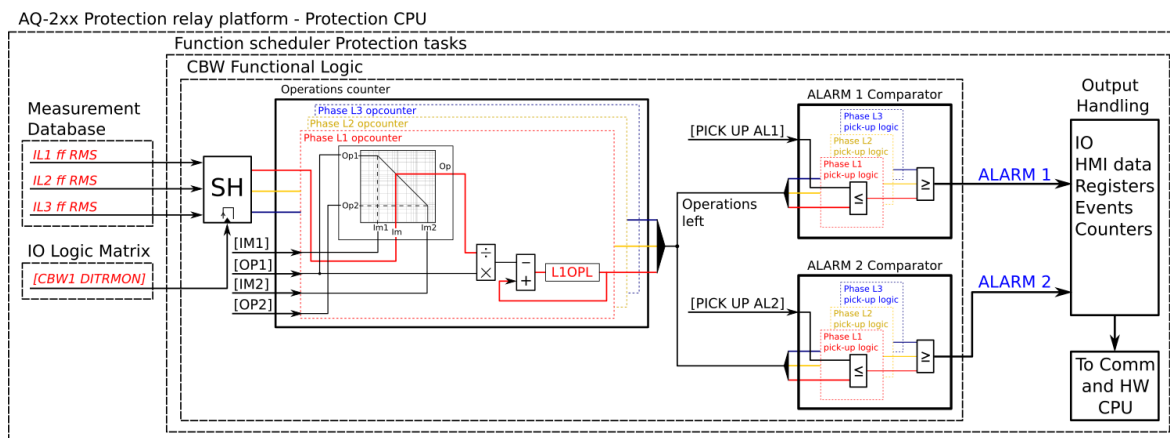 AQ-2xx Protection relay platform - Protection CPU
Function scheduler Protection tasks
CBW Functional Logic
Measurement
Database
IL1 ff RMS
IL2 ff RMS
IL3 ff RMS
IO Logic Matrix
[CBW1 DITRMON]
SH
Operations counter
Phase L3 opcounter
Phase L2 opcounter
Phase L1 opcounter
Op1
Op
Op2
Im1
Im
Im2
[IM1]
[OP1]
[IM2]
[OP2]
÷
×
−
+
L1OPL
Operations
left
ALARM 1 Comparator
[PICK UP AL1]
Phase L3
pick-up logic
Phase L2
pick-up logic
Phase L1
pick-up logic
≤
≥
ALARM 1
ALARM 2 Comparator
[PICK UP AL2]
Phase L3
pick-up logic
Phase L2
pick-up logic
Phase L1
pick-up logic
≤
≥
ALARM 2
Output
Handling
IO
HMI data
Registers
Events
Counters
To Comm
and HW
CPU